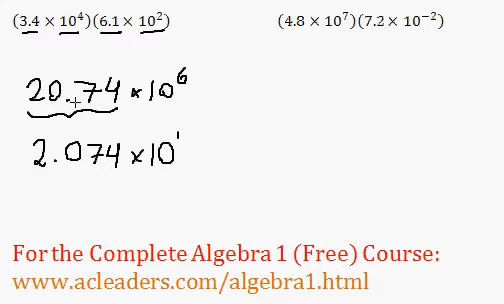 (3.4 × 10⁴)(6.1 × 10²) (4.8 × 10⁷)(7.2 × 10⁻²)
20.74 × 10⁶
2.074 × 10¹
For the Complete Algebra 1 (Free) Course:
www.acleaders.com/algebra1.html